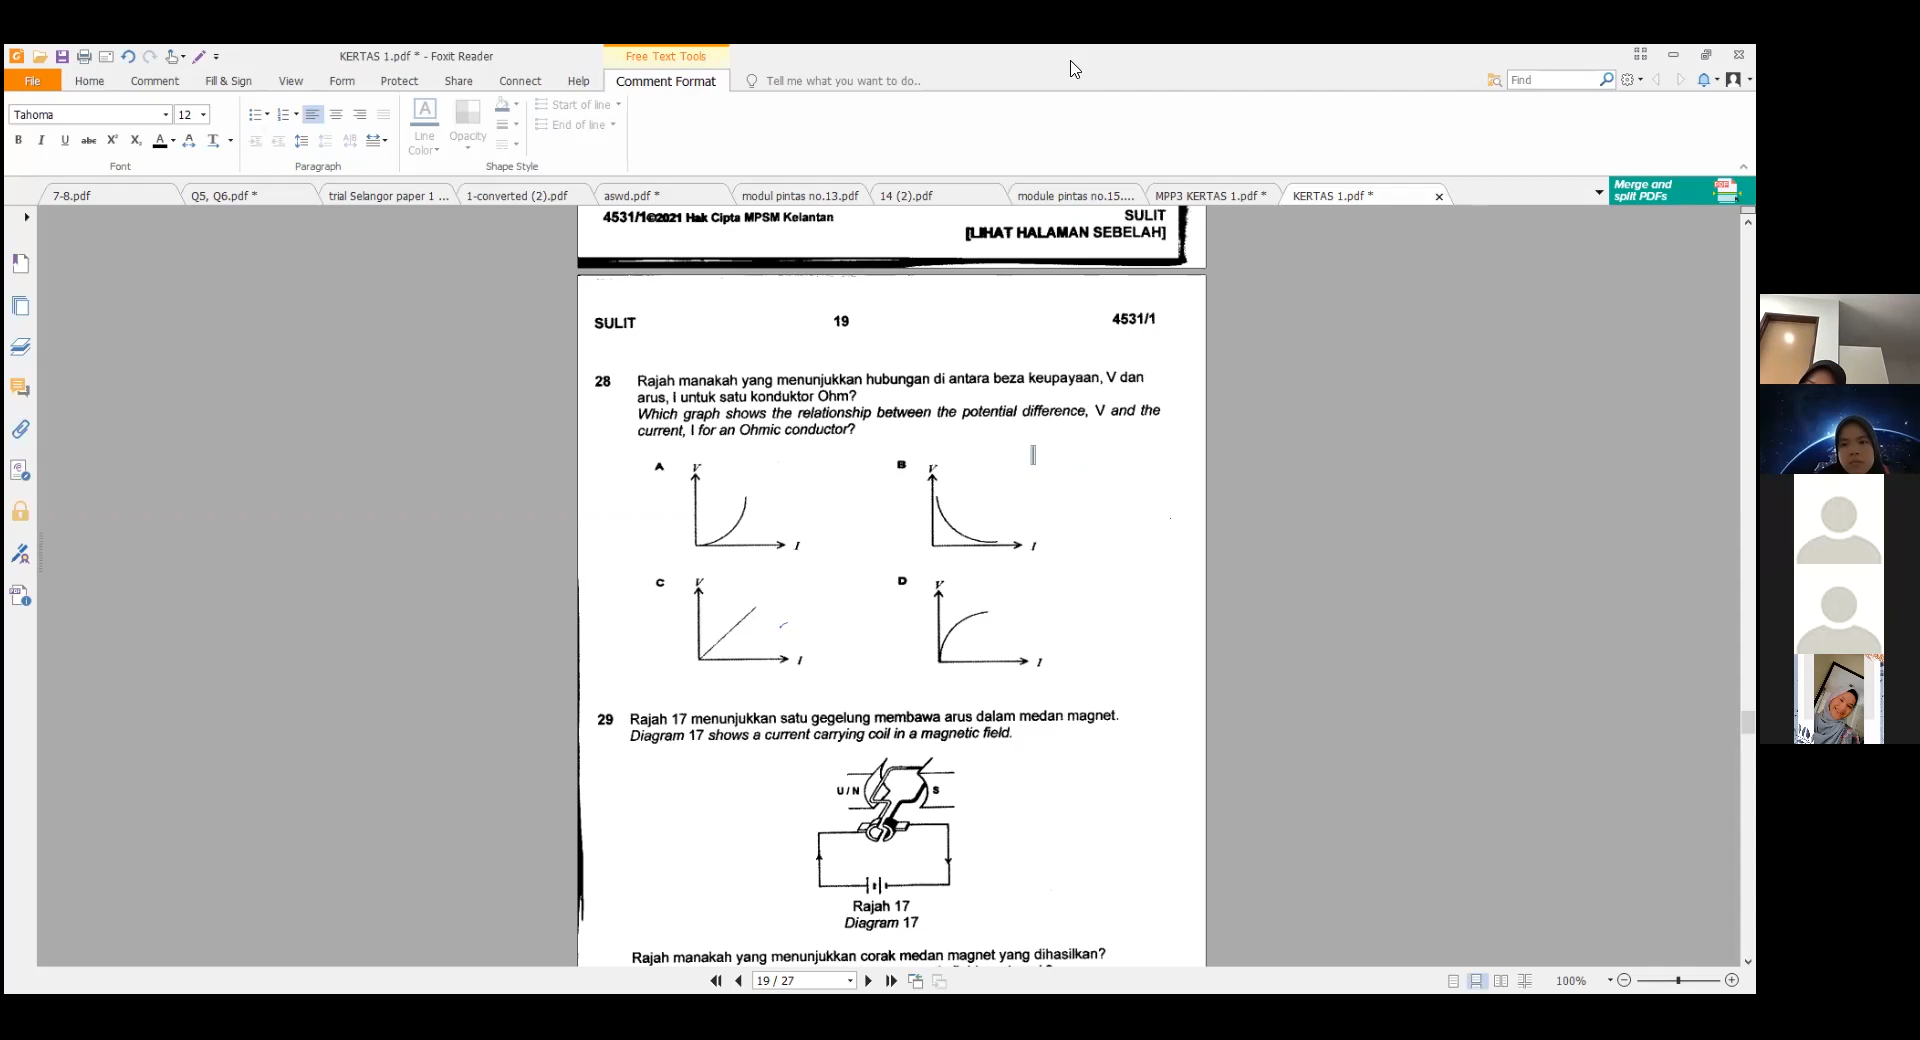 KERTAS 1.pdf * - Foxit Reader
Free Text Tools
File Home Comment Fill & Sign View Form Protect Share Connect Help Comment Format Tell me what you want to do.. Find
Tahoma 12 Start of line
End of line
B I U abc X² X₂ A A T Line Color Opacity
Font Paragraph Shape Style
7-8.pdf Q5, Q6.pdf * trial Selangor paper 1 ... 1-converted (2).pdf aswd.pdf * modul pintas no.13.pdf 14 (2).pdf module pintas no.15.... MPP3 KERTAS 1.pdf * KERTAS 1.pdf * Merge and split PDFs
4531/1©2021 Hak Cipta MPSM Kelantan SULIT
[LIHAT HALAMAN SEBELAH]
SULIT 19 4531/1
28 Rajah manakah yang menunjukkan hubungan di antara beza keupayaan, V dan
arus, I untuk satu konduktor Ohm?
Which graph shows the relationship between the potential difference, V and the
current, I for an Ohmic conductor?
A V I B V I
C V I D V I
29 Rajah 17 menunjukkan satu gegelung membawa arus dalam medan magnet.
Diagram 17 shows a current carrying coil in a magnetic field.
U/N S
Rajah 17
Diagram 17
Rajah manakah yang menunjukkan corak medan magnet yang dihasilkan?
19 / 27 100%